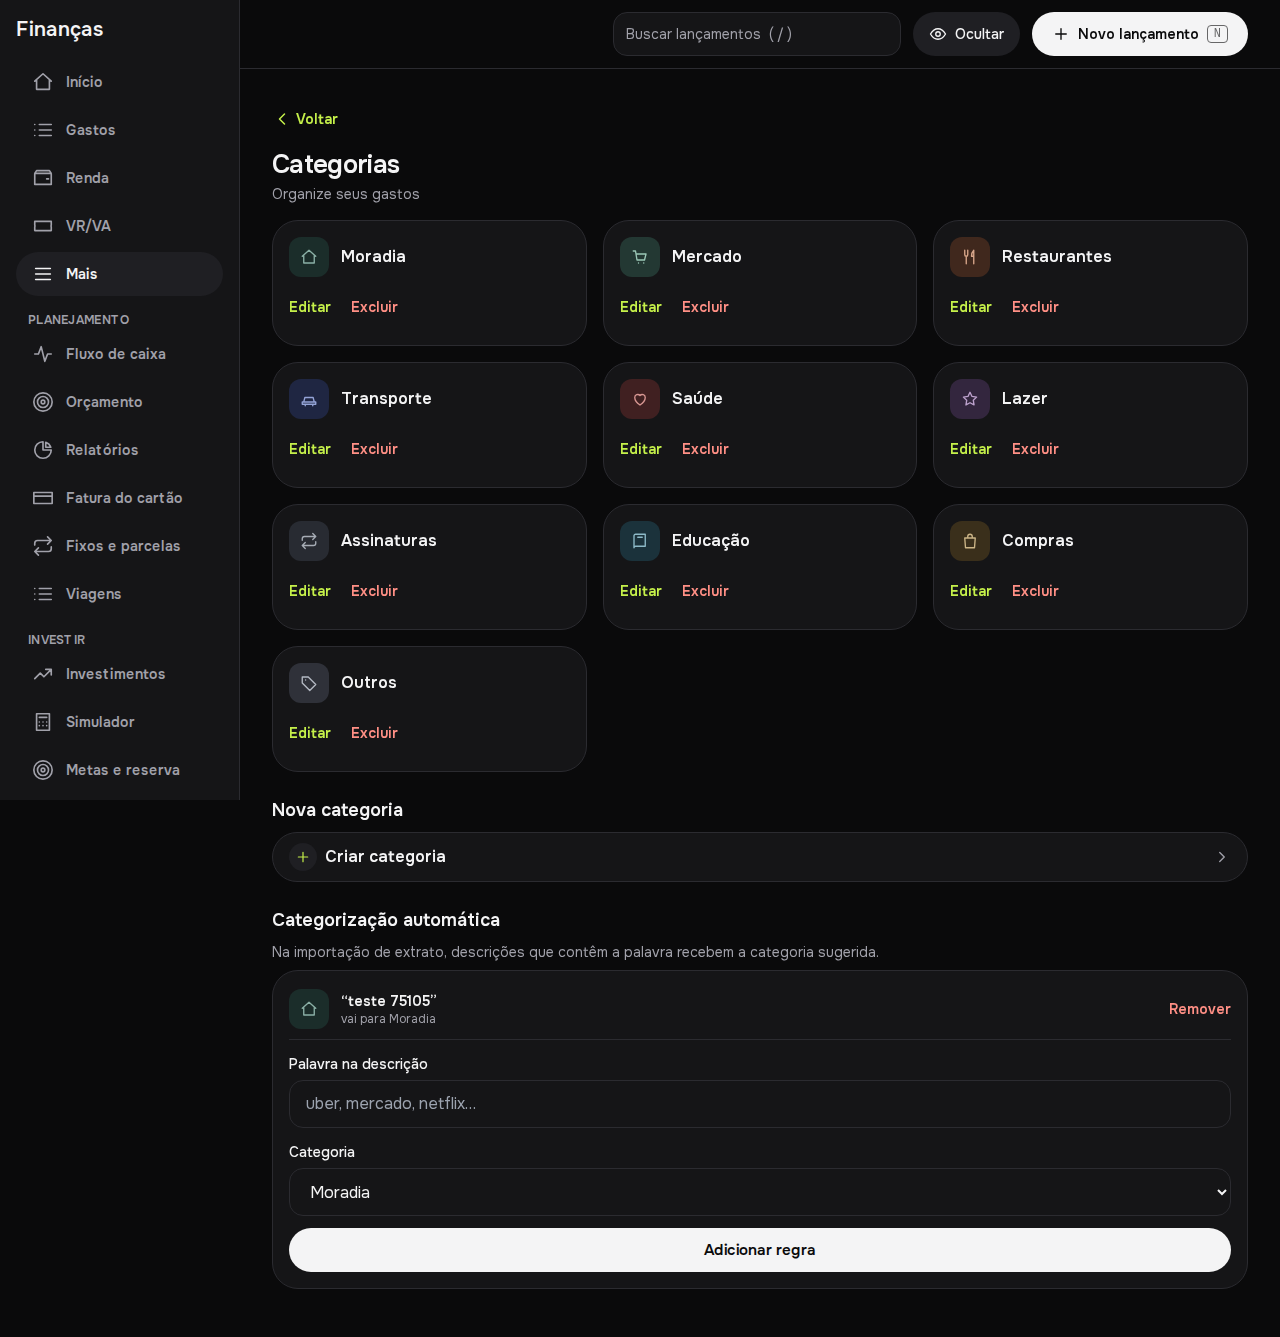 Finanças
Início
Gastos
Renda
VR/VA
Mais
PLANEJAMENTO
Fluxo de caixa
Orçamento
Relatórios
Fatura do cartão
Fixos e parcelas
Viagens
INVESTIR
Investimentos
Simulador
Metas e reserva
Buscar lançamentos ( / )
Ocultar
Novo lançamento N
Voltar
Categorias
Organize seus gastos
Moradia
Editar Excluir
Mercado
Editar Excluir
Restaurantes
Editar Excluir
Transporte
Editar Excluir
Saúde
Editar Excluir
Lazer
Editar Excluir
Assinaturas
Editar Excluir
Educação
Editar Excluir
Compras
Editar Excluir
Outros
Editar Excluir
Nova categoria
Criar categoria
Categorização automática
Na importação de extrato, descrições que contêm a palavra recebem a categoria sugerida.
“teste 75105”
vai para Moradia
Remover
Palavra na descrição
uber, mercado, netflix...
Categoria
Moradia
Adicionar regra